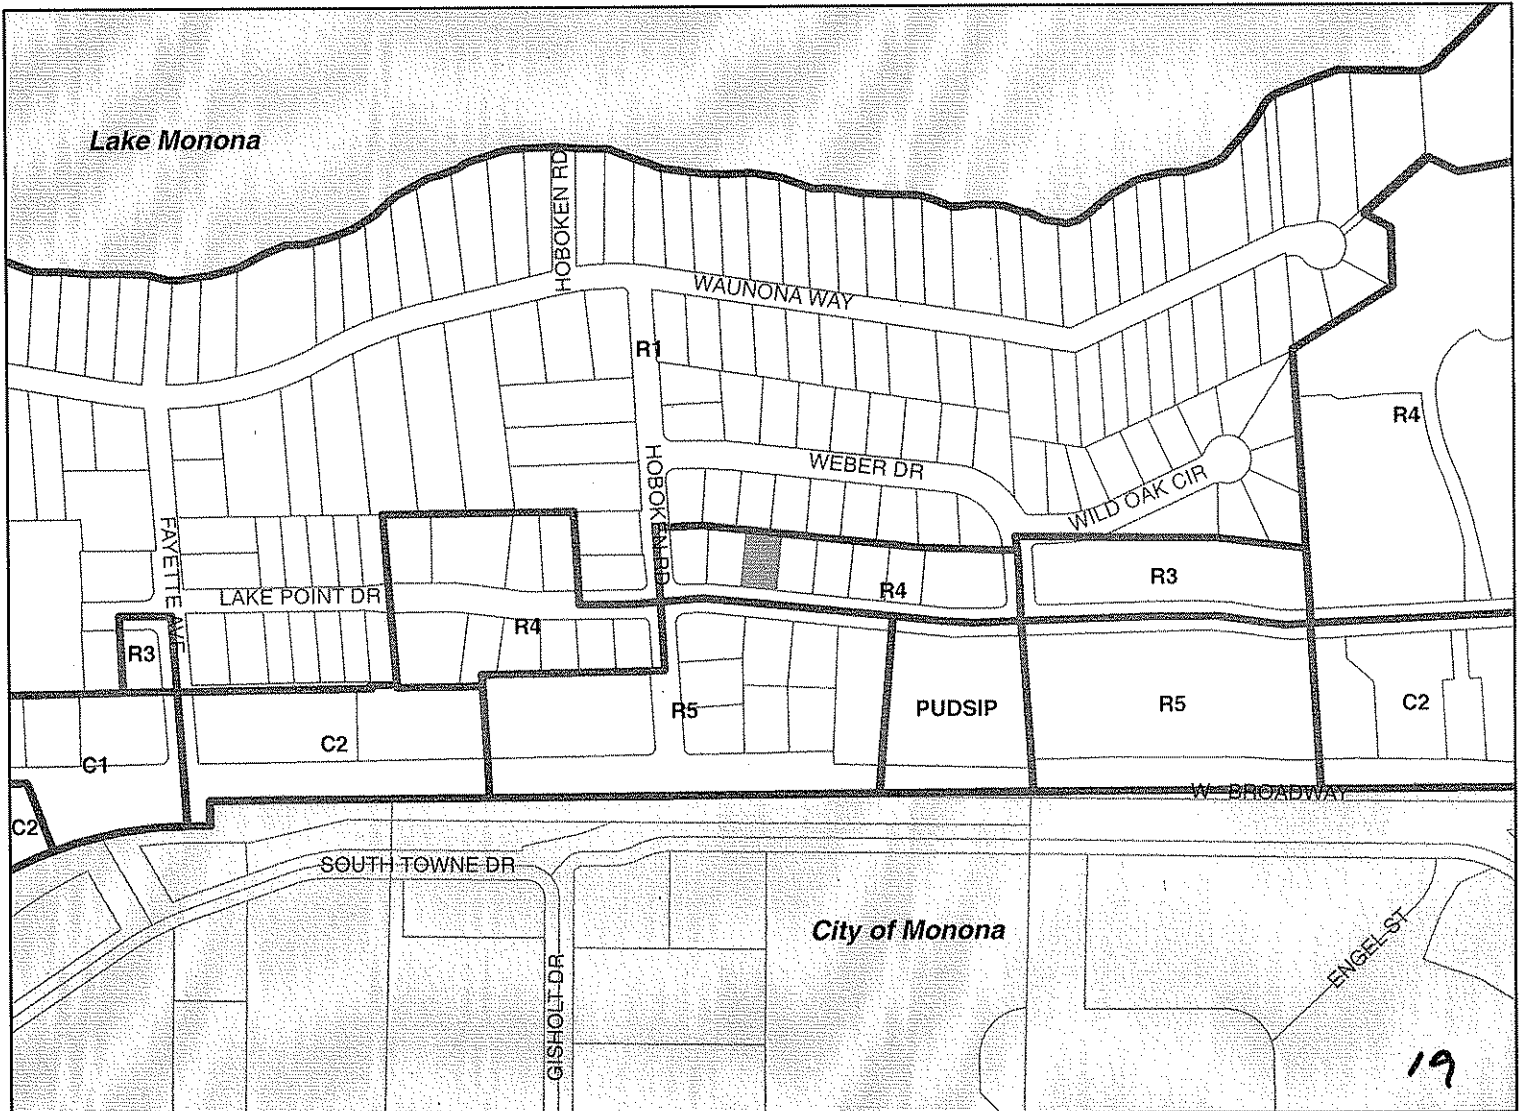 Lake Monona
HOBOKEN RD
WAUNONA WAY
R1
R4
HOBOKEN RD
WEBER DR
WILD OAK CIR
FAYETTE AVE
LAKE POINT DR
R4
R3
R4
R3
R5
PUDSIP
R5
C2
C2
C1
C2
W BROADWAY
SOUTH TOWNE DR
City of Monona
ENGEL ST
GISHOLT DR
19